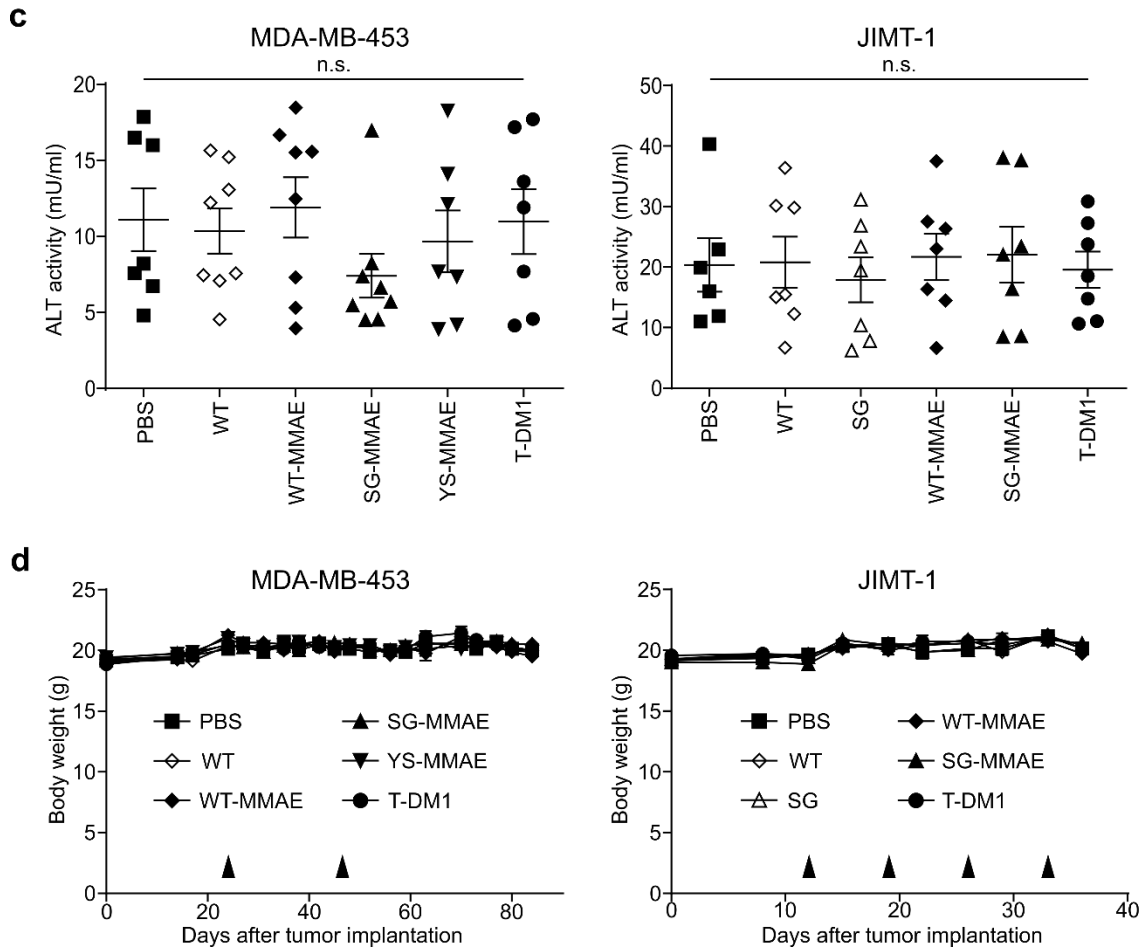 c
MDA-MB-453
n.s.
ALT activity (mU/ml)
20
15
10
5
0
PBS
WT
WT-MMAE
SG-MMAE
YS-MMAE
T-DM1
JIMT-1
n.s.
ALT activity (mU/ml)
50
40
30
20
10
0
PBS
WT
SG
WT-MMAE
SG-MMAE
T-DM1
d
MDA-MB-453
Body weight (g)
25
20
15
10
5
0
PBS
WT
WT-MMAE
SG-MMAE
YS-MMAE
T-DM1
0 20 40 60 80
Days after tumor implantation
JIMT-1
Body weight (g)
25
20
15
10
5
0
PBS
WT
SG
WT-MMAE
SG-MMAE
T-DM1
0 10 20 30 40
Days after tumor implantation